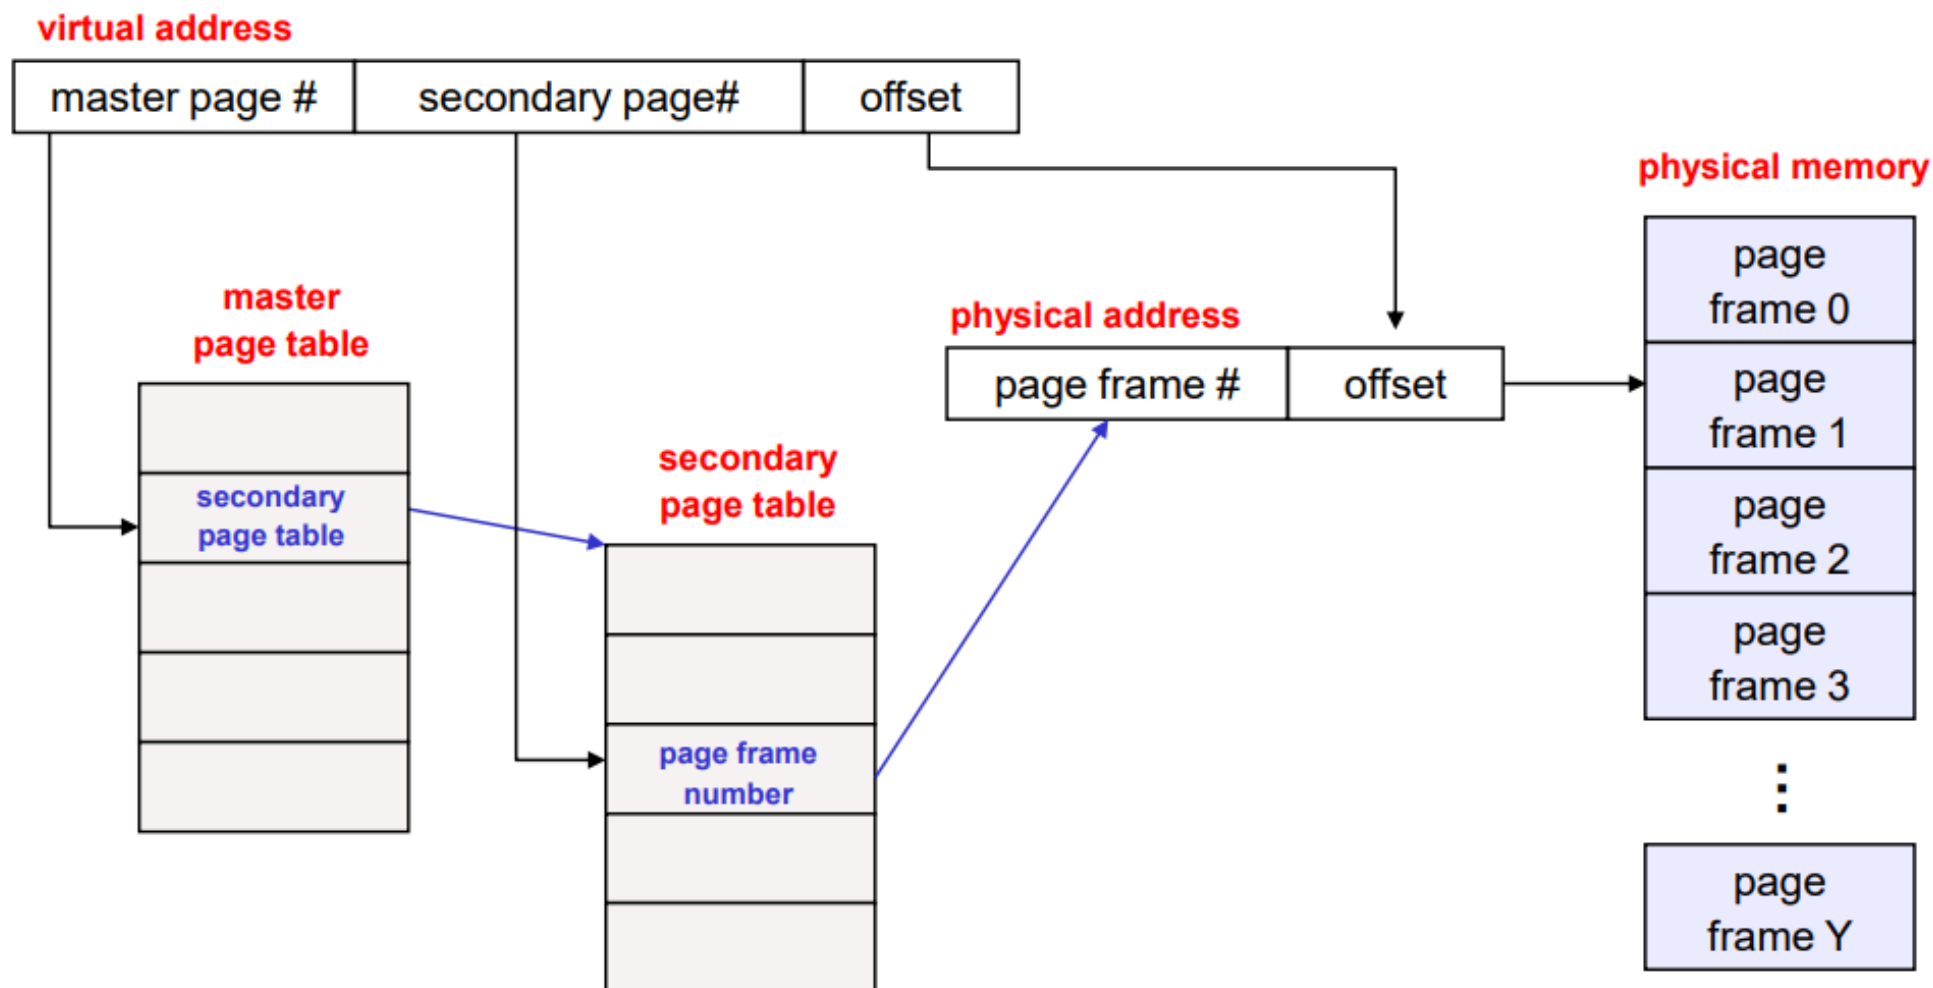 virtual address
master page #
secondary page#
offset
physical memory
page
frame 0
master
page table
physical address
page frame #
offset
page
frame 1
secondary
page table
secondary
page table
page
frame 2
page
frame 3
page frame
number
page
frame Y